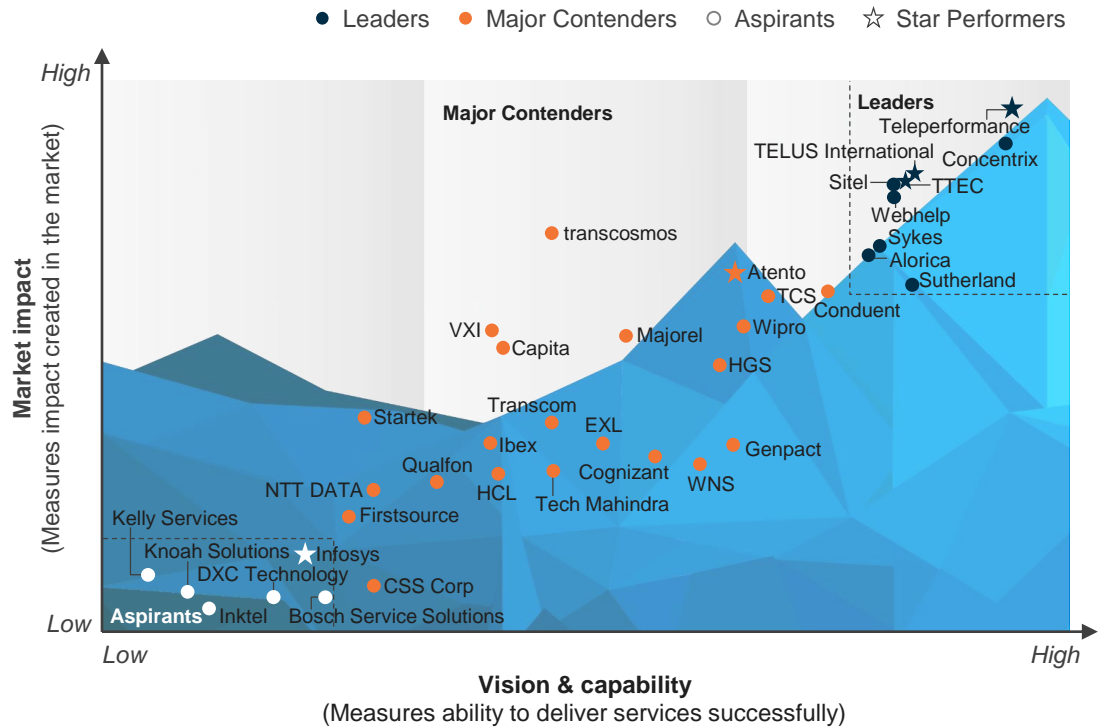 Leaders Major Contenders Aspirants Star Performers
High
Major Contenders
Leaders
Teleperformance
TELUS International
Concentrix
Sitel
TTEC
Webhelp
transcosmos
Sykes
Alorica
Atento
Sutherland
TCS
Conduent
VXI
Majorel
Wipro
Capita
HGS
Transcom
Startek
EXL
Ibex
Genpact
Qualfon
Cognizant
WNS
NTT DATA
HCL
Tech Mahindra
Firstsource
Kelly Services
Knoah Solutions
Infosys
DXC Technology
CSS Corp
Aspirants
Inktel
Bosch Service Solutions
Market impact
(Measures impact created in the market)
Low
Low
High
Vision & capability
(Measures ability to deliver services successfully)